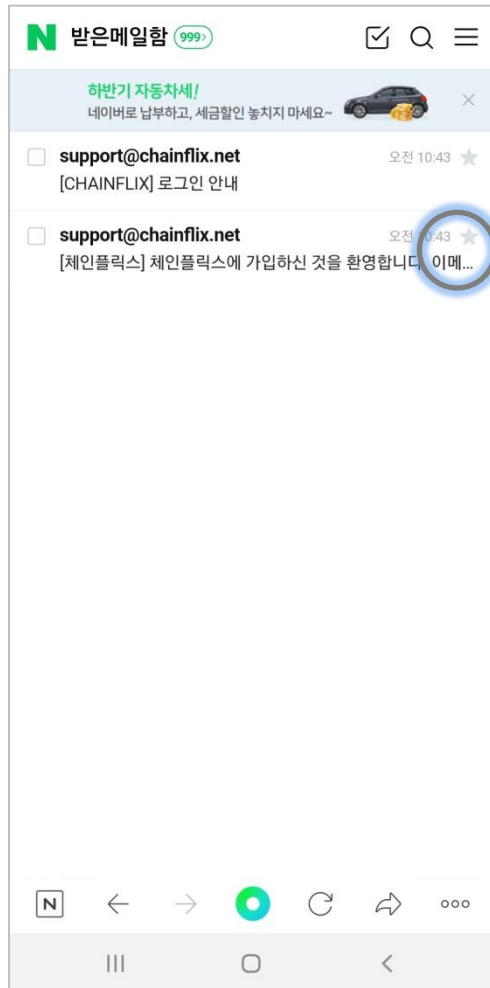 N 받은메일함 999>
하반기 자동차세!
네이버로 납부하고, 세금할인 놓치지 마세요~
support@chainflix.net 오전 10:43
[CHAINFLIX] 로그인 안내
support@chainflix.net 오전 10:43
[체인플릭스] 체인플릭스에 가입하신 것을 환영합니다 이메...
N